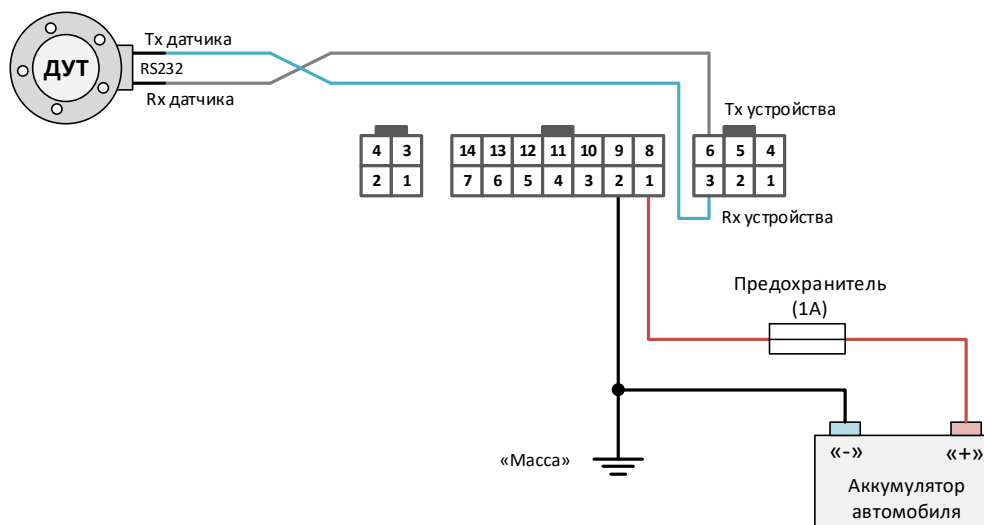 Tx датчика
ДУТ
RS232
Rx датчика
Tx устройства
4 3
2 1
14 13 12 11 10 9 8
7 6 5 4 3 2 1
6 5 4
3 2 1
Rx устройства
Предохранитель
(1А)
«Масса»
«-» «+»
Аккумулятор
автомобиля